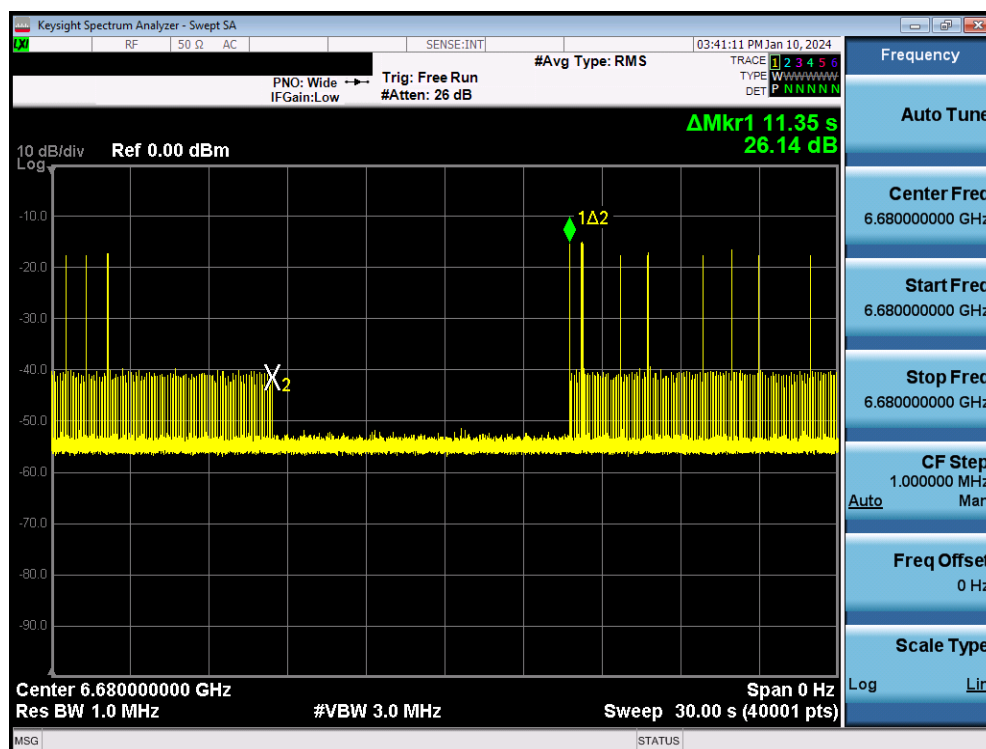 Keysight Spectrum Analyzer - Swept SA
LXI RF 50 Ω AC SENSE:INT 03:41:11 PM Jan 10, 2024
#Avg Type: RMS TRACE 1 2 3 4 5 6
PNO: Wide Trig: Free Run TYPE WWWWWW
IFGain:Low #Atten: 26 dB DET P N N N N N
ΔMkr1 11.35 s
26.14 dB
10 dB/div Ref 0.00 dBm
Log
1Δ2
-10.0
-20.0
-30.0
-40.0
X2
-50.0
-60.0
-70.0
-80.0
-90.0
Center 6.680000000 GHz Span 0 Hz
Res BW 1.0 MHz #VBW 3.0 MHz Sweep 30.00 s (40001 pts)
MSG STATUS
Frequency
Auto Tune
Center Freq
6.680000000 GHz
Start Freq
6.680000000 GHz
Stop Freq
6.680000000 GHz
CF Step
1.000000 MHz
Auto Man
Freq Offset
0 Hz
Scale Type
Log Lin